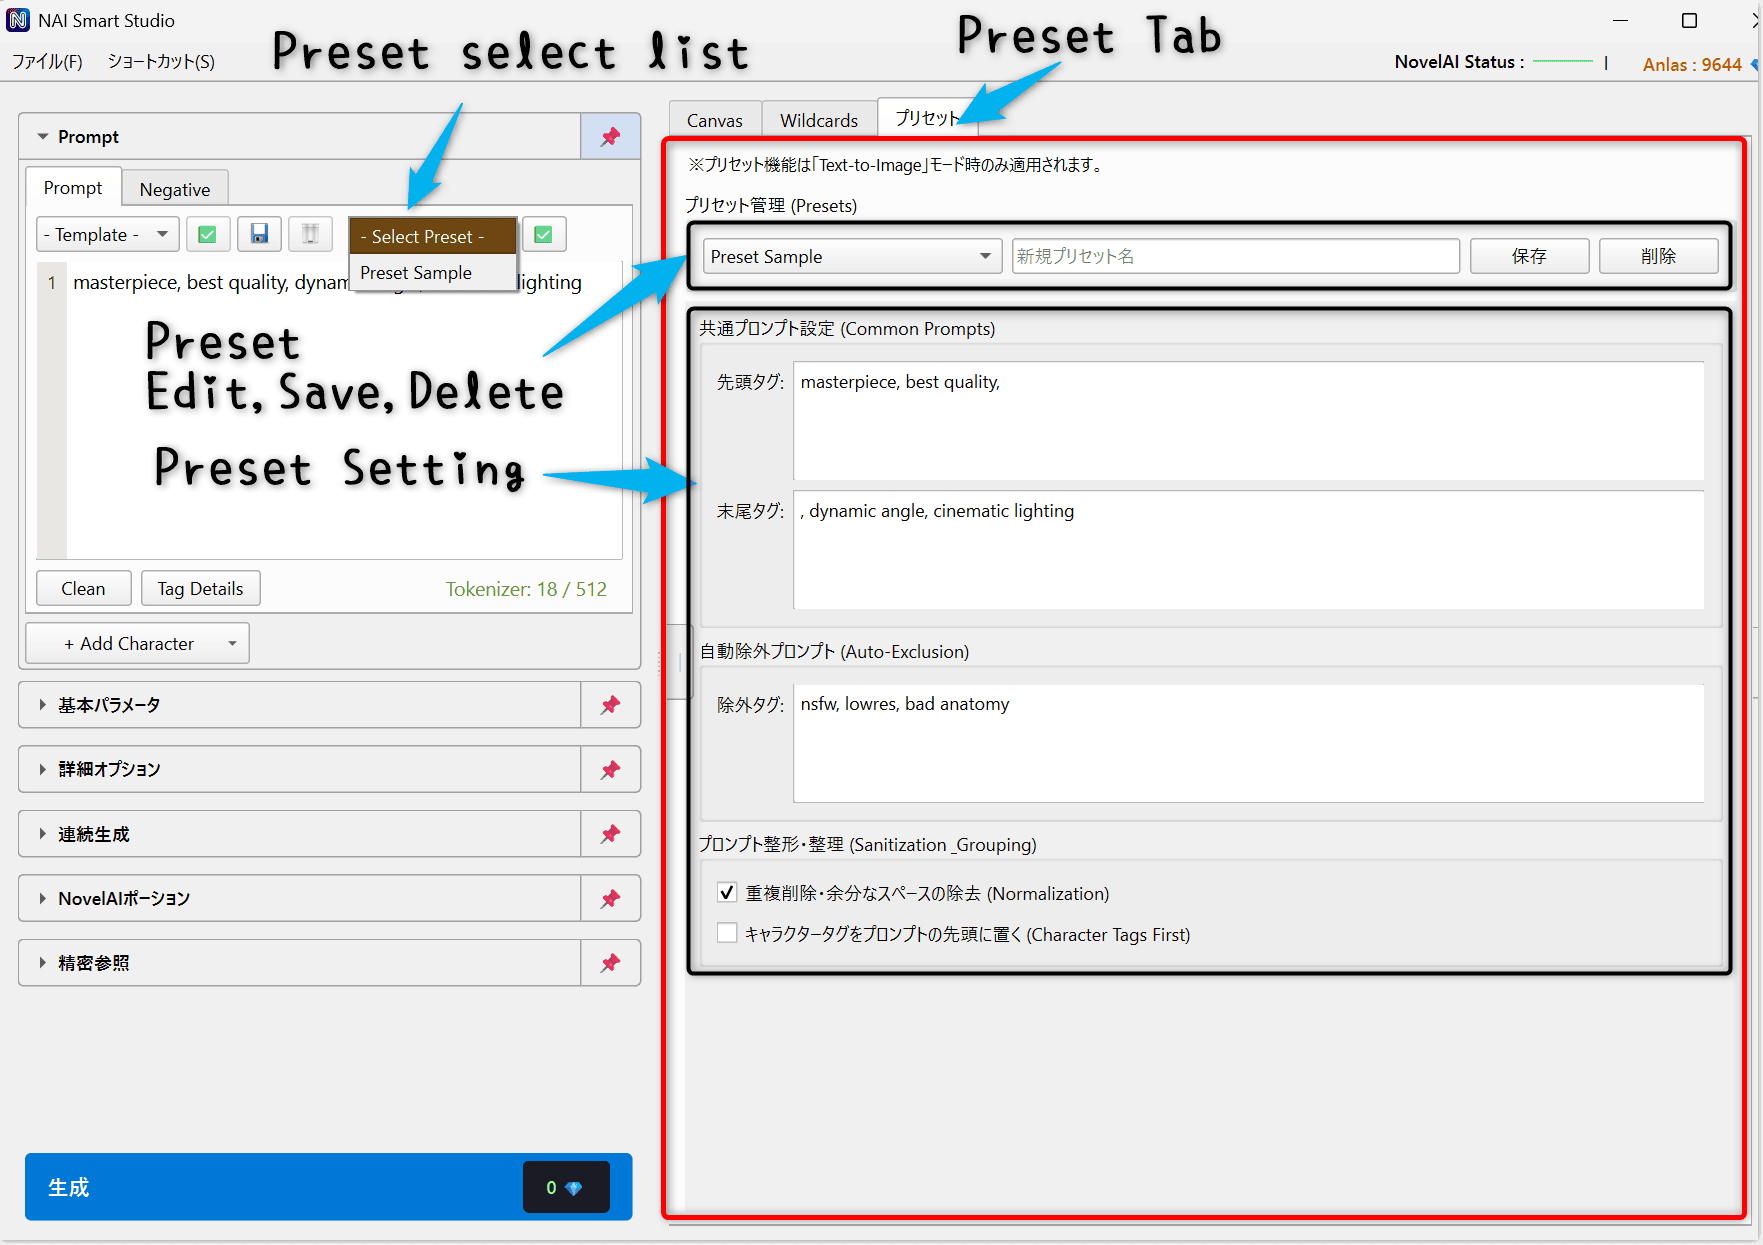 NAI Smart Studio
ファイル(F) ショートカット(S)
Preset select list
Preset Tab
NovelAI Status :
Anlas : 9644
Prompt
Prompt Negative
- Template -
- Select Preset -
Preset Sample
1 masterpiece, best quality, dynam lighting
Preset
Edit, Save, Delete
Preset Setting
Clean Tag Details Tokenizer: 18 / 512
+ Add Character
基本パラメータ
詳細オプション
連続生成
NovelAIポーション
精密参照
生成 0
Canvas Wildcards プリセット
※プリセット機能は「Text-to-Image」モード時のみ適用されます。
プリセット管理 (Presets)
Preset Sample 新規プリセット名 保存 削除
共通プロンプト設定 (Common Prompts)
先頭タグ: masterpiece, best quality,
末尾タグ: , dynamic angle, cinematic lighting
自動除外プロンプト (Auto-Exclusion)
除外タグ: nsfw, lowres, bad anatomy
プロンプト整形・整理 (Sanitization _Grouping)
重複削除・余分なスペースの除去 (Normalization)
キャラクタータグをプロンプトの先頭に置く (Character Tags First)